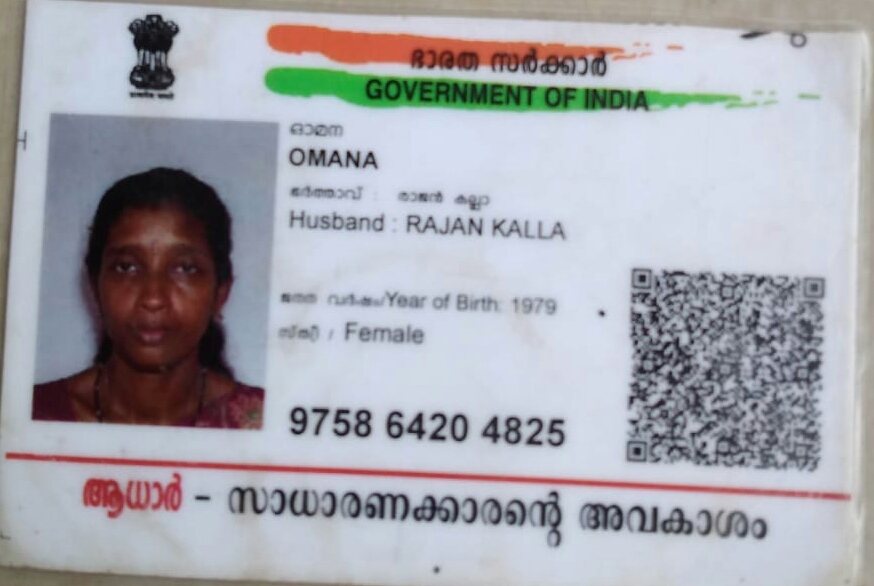 ഭാരത സർക്കാർ
GOVERNMENT OF INDIA
ഓമന
OMANA
ഭർത്താവ് : രാജൻ കല്ലാ
Husband : RAJAN KALLA
ജനന വർഷം/Year of Birth: 1979
സ്ത്രീ / Female
9758 6420 4825
ആധാർ – സാധാരണക്കാരന്റെ അവകാശം